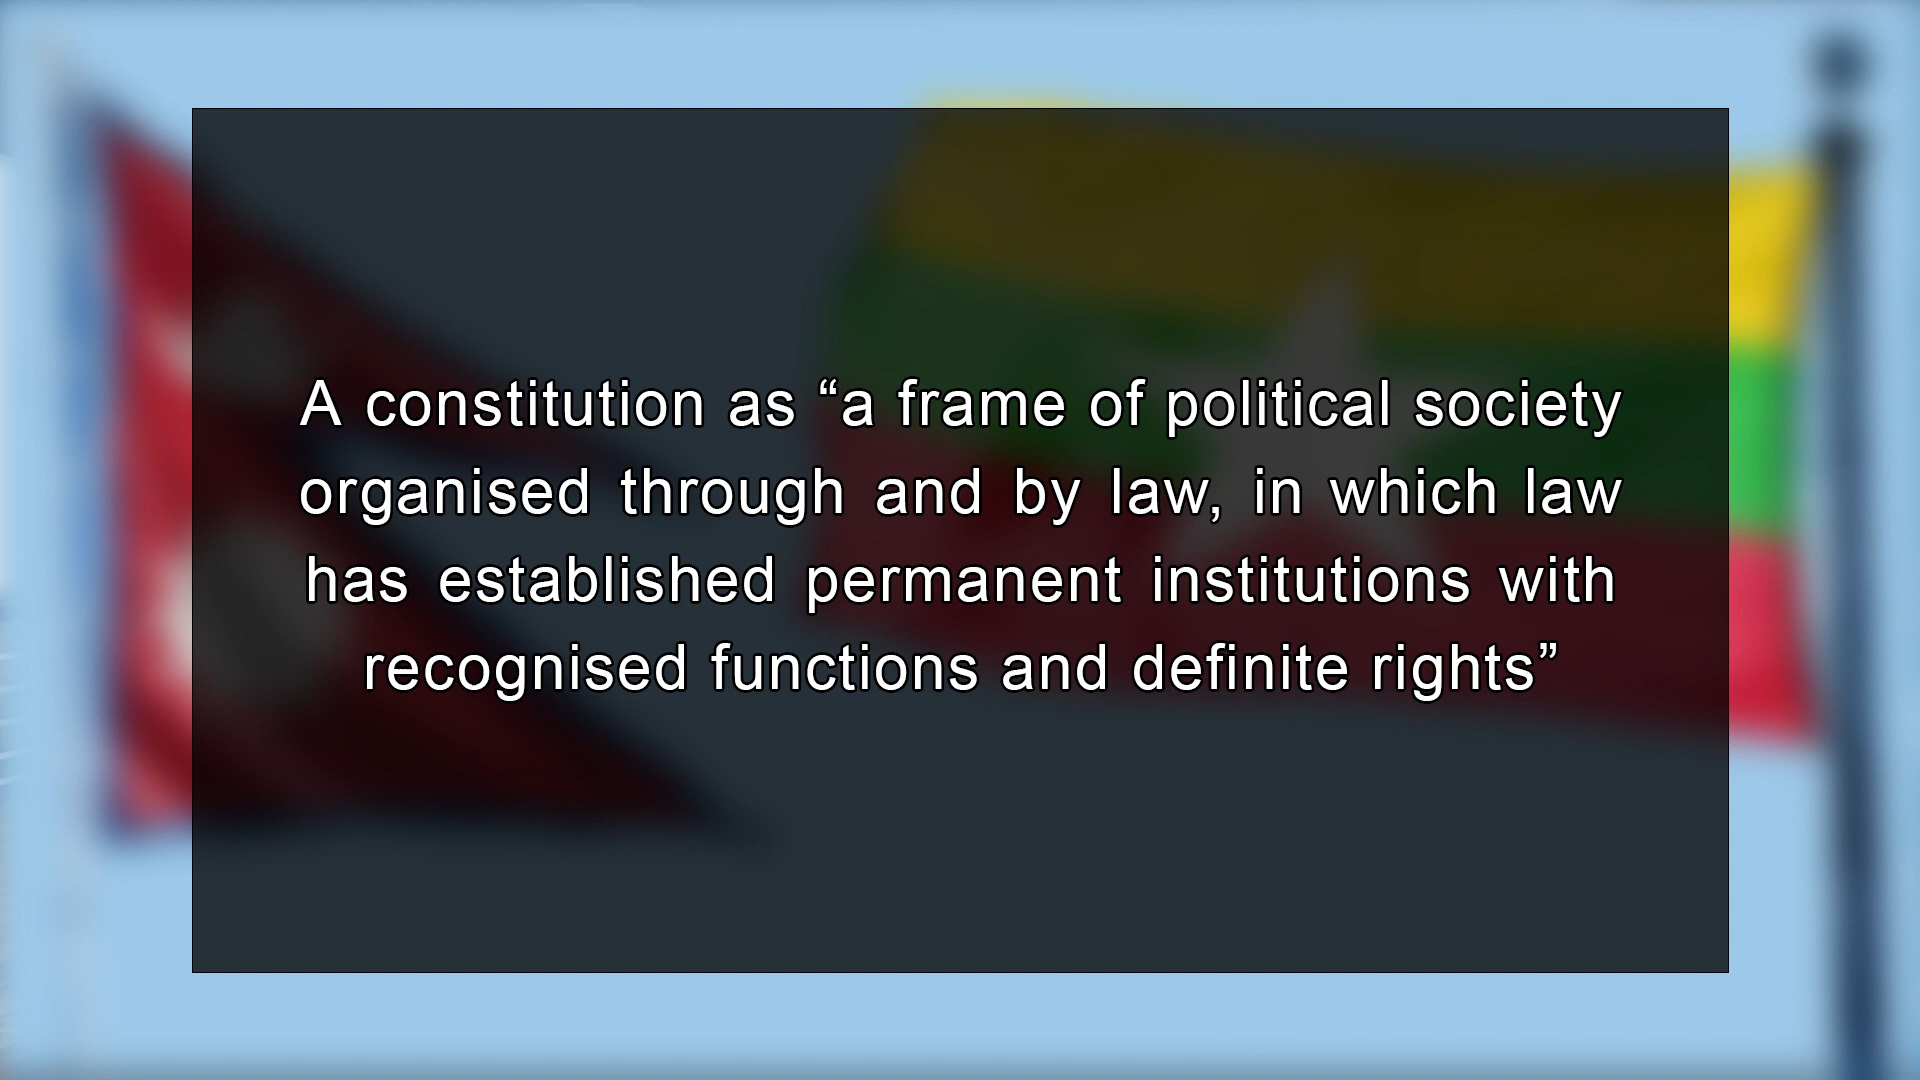 A constitution as “a frame of political society
organised through and by law, in which law
has established permanent institutions with
recognised functions and definite rights”